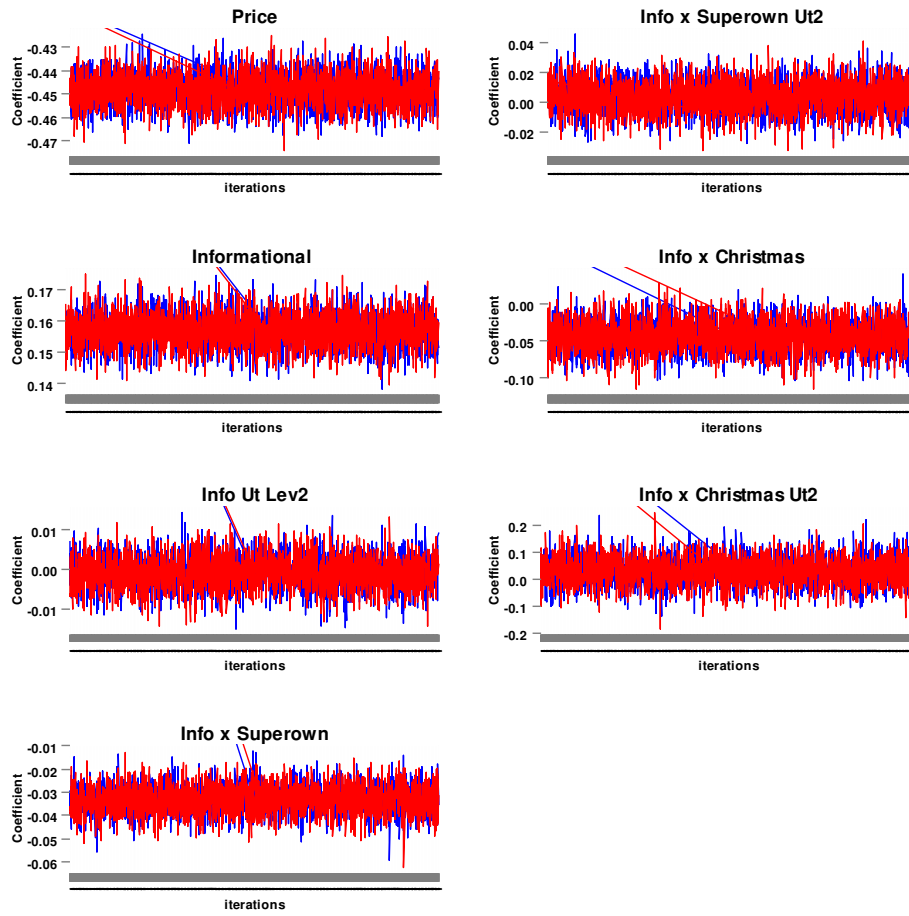 Price
Coefficient
-0.43
-0.44
-0.45
-0.46
-0.47
iterations
Info x Superown Ut2
Coefficient
0.04
0.02
0.00
-0.02
iterations
Informational
Coefficient
0.17
0.16
0.15
0.14
iterations
Info x Christmas
Coefficient
0.00
-0.05
-0.10
iterations
Info Ut Lev2
Coefficient
0.01
0.00
-0.01
iterations
Info x Christmas Ut2
Coefficient
0.2
0.1
0.0
-0.1
-0.2
iterations
Info x Superown
Coefficient
-0.01
-0.02
-0.03
-0.04
-0.05
-0.06
iterations